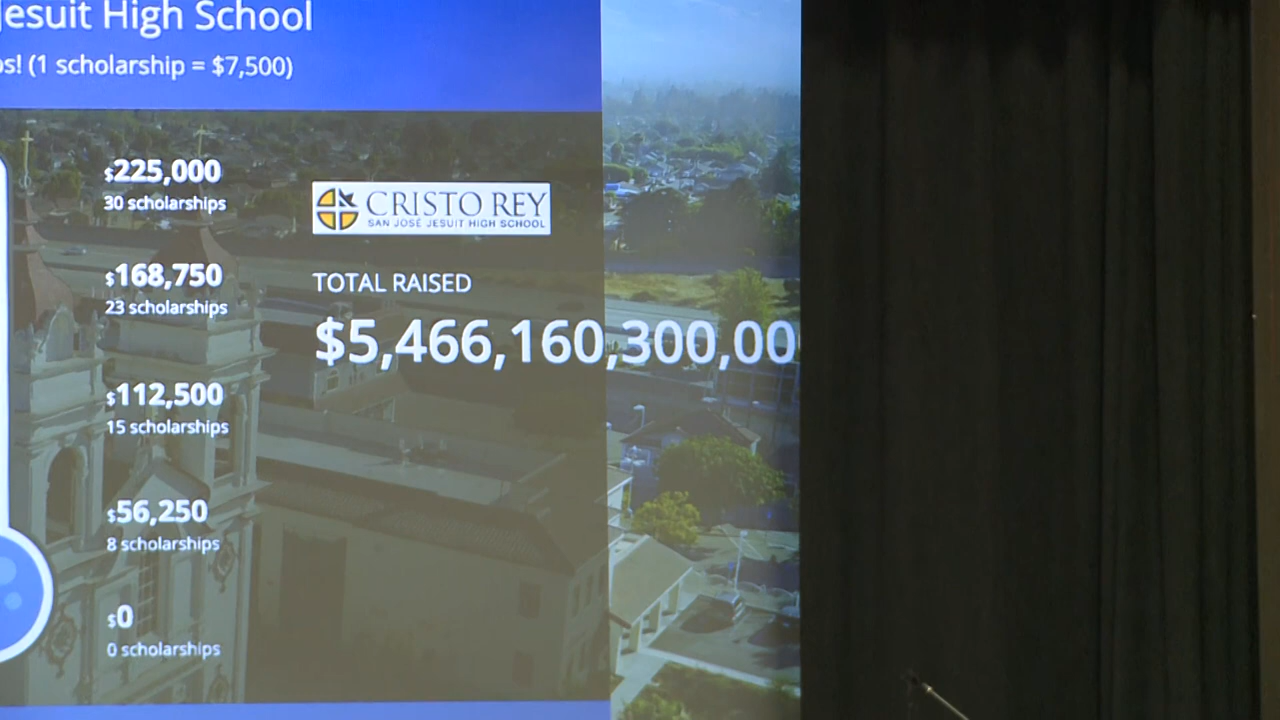 Jesuit High School
ps! (1 scholarship = $7,500)
$225,000
30 scholarships
CRISTO REY
SAN JOSÉ JESUIT HIGH SCHOOL
$168,750
23 scholarships
TOTAL RAISED
$5,466,160,300,00
$112,500
15 scholarships
$56,250
8 scholarships
$0
0 scholarships